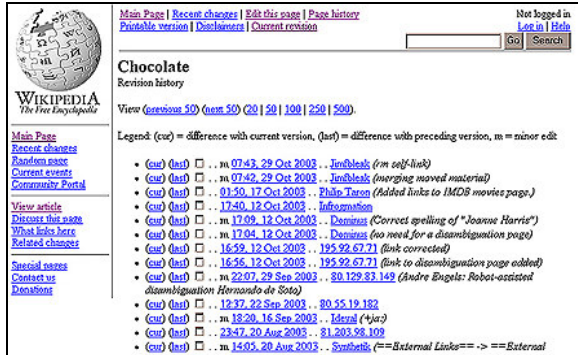 Main Page | Recent changes | Edit this page | Page history
Printable version | Disclaimers | Current revision
Not logged in
Log in | Help
Go Search
WIKIPEDIA
The Free Encyclopedia
Main Page
Recent changes
Random page
Current events
Community Portal
View article
Discuss this page
What links here
Related changes
Special pages
Contact us
Donations
Chocolate
Revision history
View (previous 50) (next 50) (20 | 50 | 100 | 250 | 500).
Legend: (cur) = difference with current version, (last) = difference with preceding version, m = minor edit
(cur) (last) . . m 07:43, 29 Oct 2003 . . Jimfbleak (rm self-link)
(cur) (last) . . m 07:42, 29 Oct 2003 . . Jimfbleak (merging moved material)
(cur) (last) . . 01:50, 17 Oct 2003 . . Philip Taron (Added links to IMDB movies page.)
(cur) (last) . . 17:40, 12 Oct 2003 . . Infrogmation
(cur) (last) . . m 17:09, 12 Oct 2003 . . Dominus (Correct spelling of "Joanne Harris")
(cur) (last) . . m 17:04, 12 Oct 2003 . . Dominus (no need for a disambiguation page)
(cur) (last) . . 16:59, 12 Oct 2003 . . 195.92.67.71 (link corrected)
(cur) (last) . . 16:56, 12 Oct 2003 . . 195.92.67.71 (link to disambiguation page added)
(cur) (last) . . m 22:07, 29 Sep 2003 . . 80.129.83.149 (Andre Engels: Robot-assisted
disambiguation Hernando de Soto)
(cur) (last) . . 12:37, 22 Sep 2003 . . 80.55.19.182
(cur) (last) . . m 18:20, 16 Sep 2003 . . Ideyal (+ja:)
(cur) (last) . . 23:47, 20 Aug 2003 . . 81.203.98.109
(cur) (last) . . m 14:05, 20 Aug 2003 . . Synthetik (==External Links== -> ==External